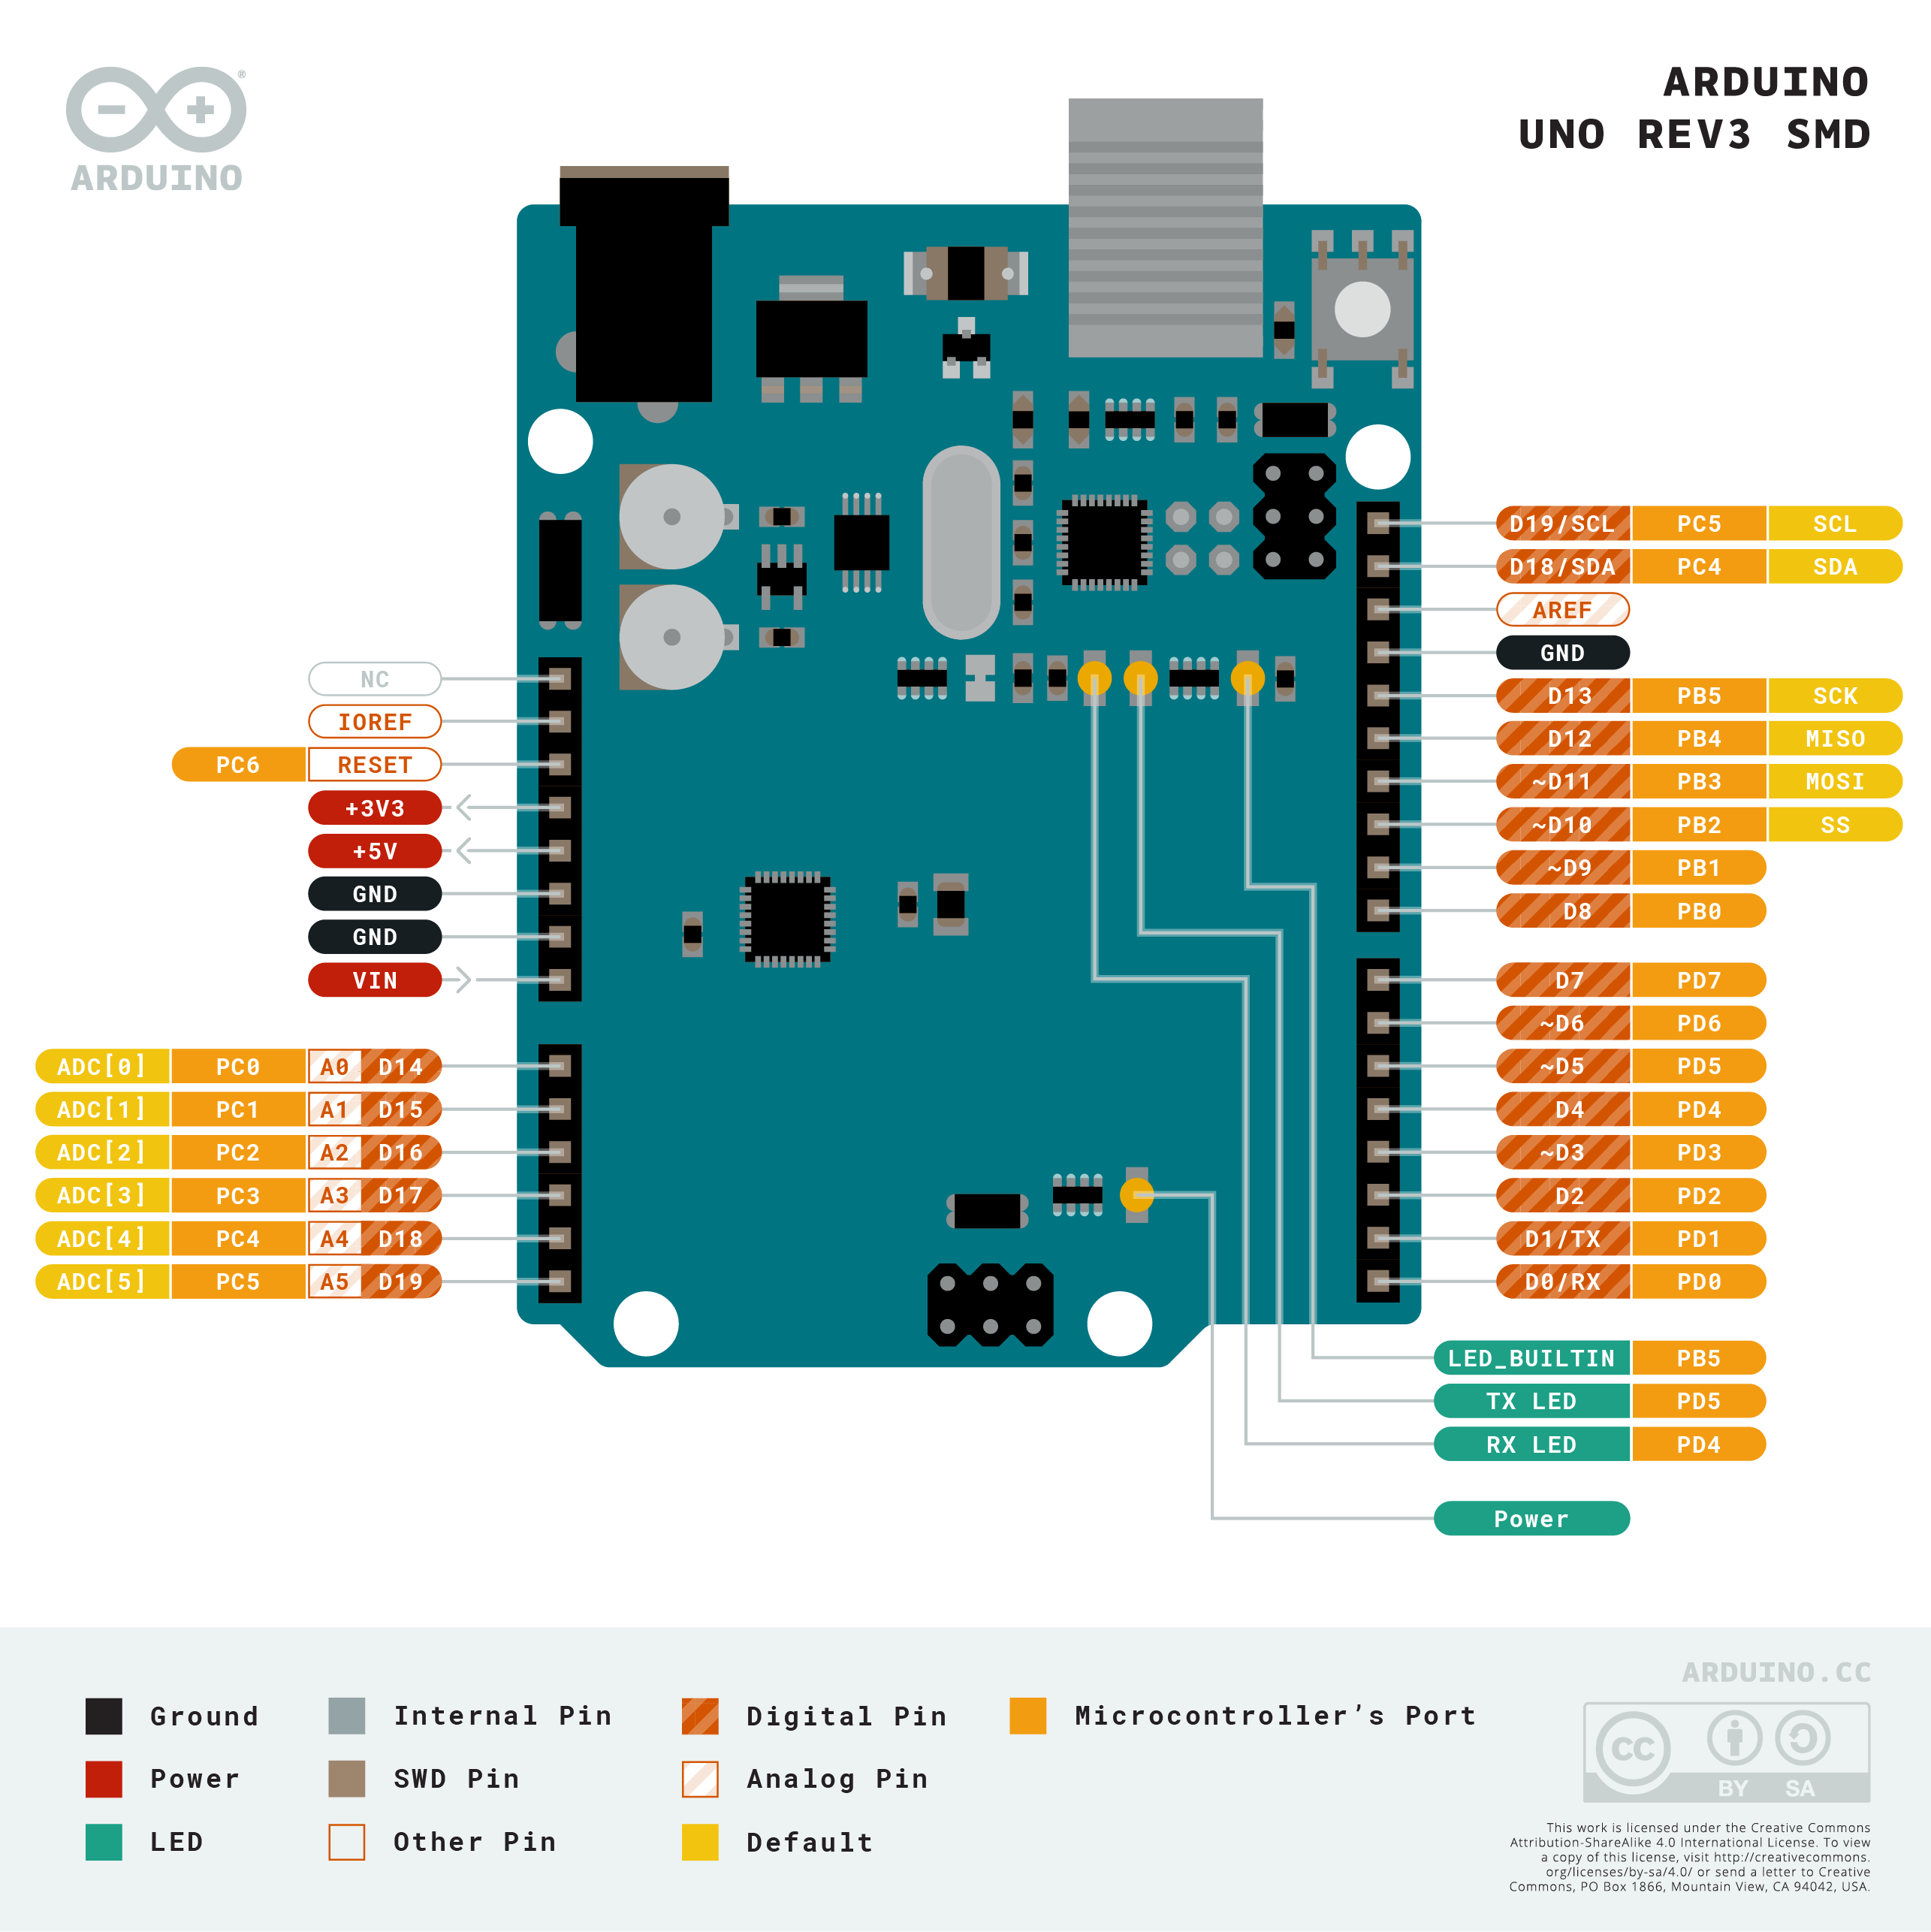 ARDUINO
UNO REV3 SMD
®
ARDUINO
D19/SCL PC5 SCL
D18/SDA PC4 SDA
AREF
GND
D13 PB5 SCK
D12 PB4 MISO
~D11 PB3 MOSI
~D10 PB2 SS
~D9 PB1
D8 PB0
NC
IOREF
PC6 RESET
+3V3
+5V
GND
GND
VIN
D7 PD7
~D6 PD6
~D5 PD5
D4 PD4
~D3 PD3
D2 PD2
D1/TX PD1
D0/RX PD0
ADC[0] PC0 A0 D14
ADC[1] PC1 A1 D15
ADC[2] PC2 A2 D16
ADC[3] PC3 A3 D17
ADC[4] PC4 A4 D18
ADC[5] PC5 A5 D19
LED_BUILTIN PB5
TX LED PD5
RX LED PD4
Power
Ground Internal Pin Digital Pin Microcontroller’s Port
Power SWD Pin Analog Pin
LED Other Pin Default
ARDUINO.CC
CC
BY SA
This work is licensed under the Creative Commons
Attribution-ShareAlike 4.0 International License. To view
a copy of this license, visit http://creativecommons.
org/licenses/by-sa/4.0/ or send a letter to Creative
Commons, PO Box 1866, Mountain View, CA 94042, USA.